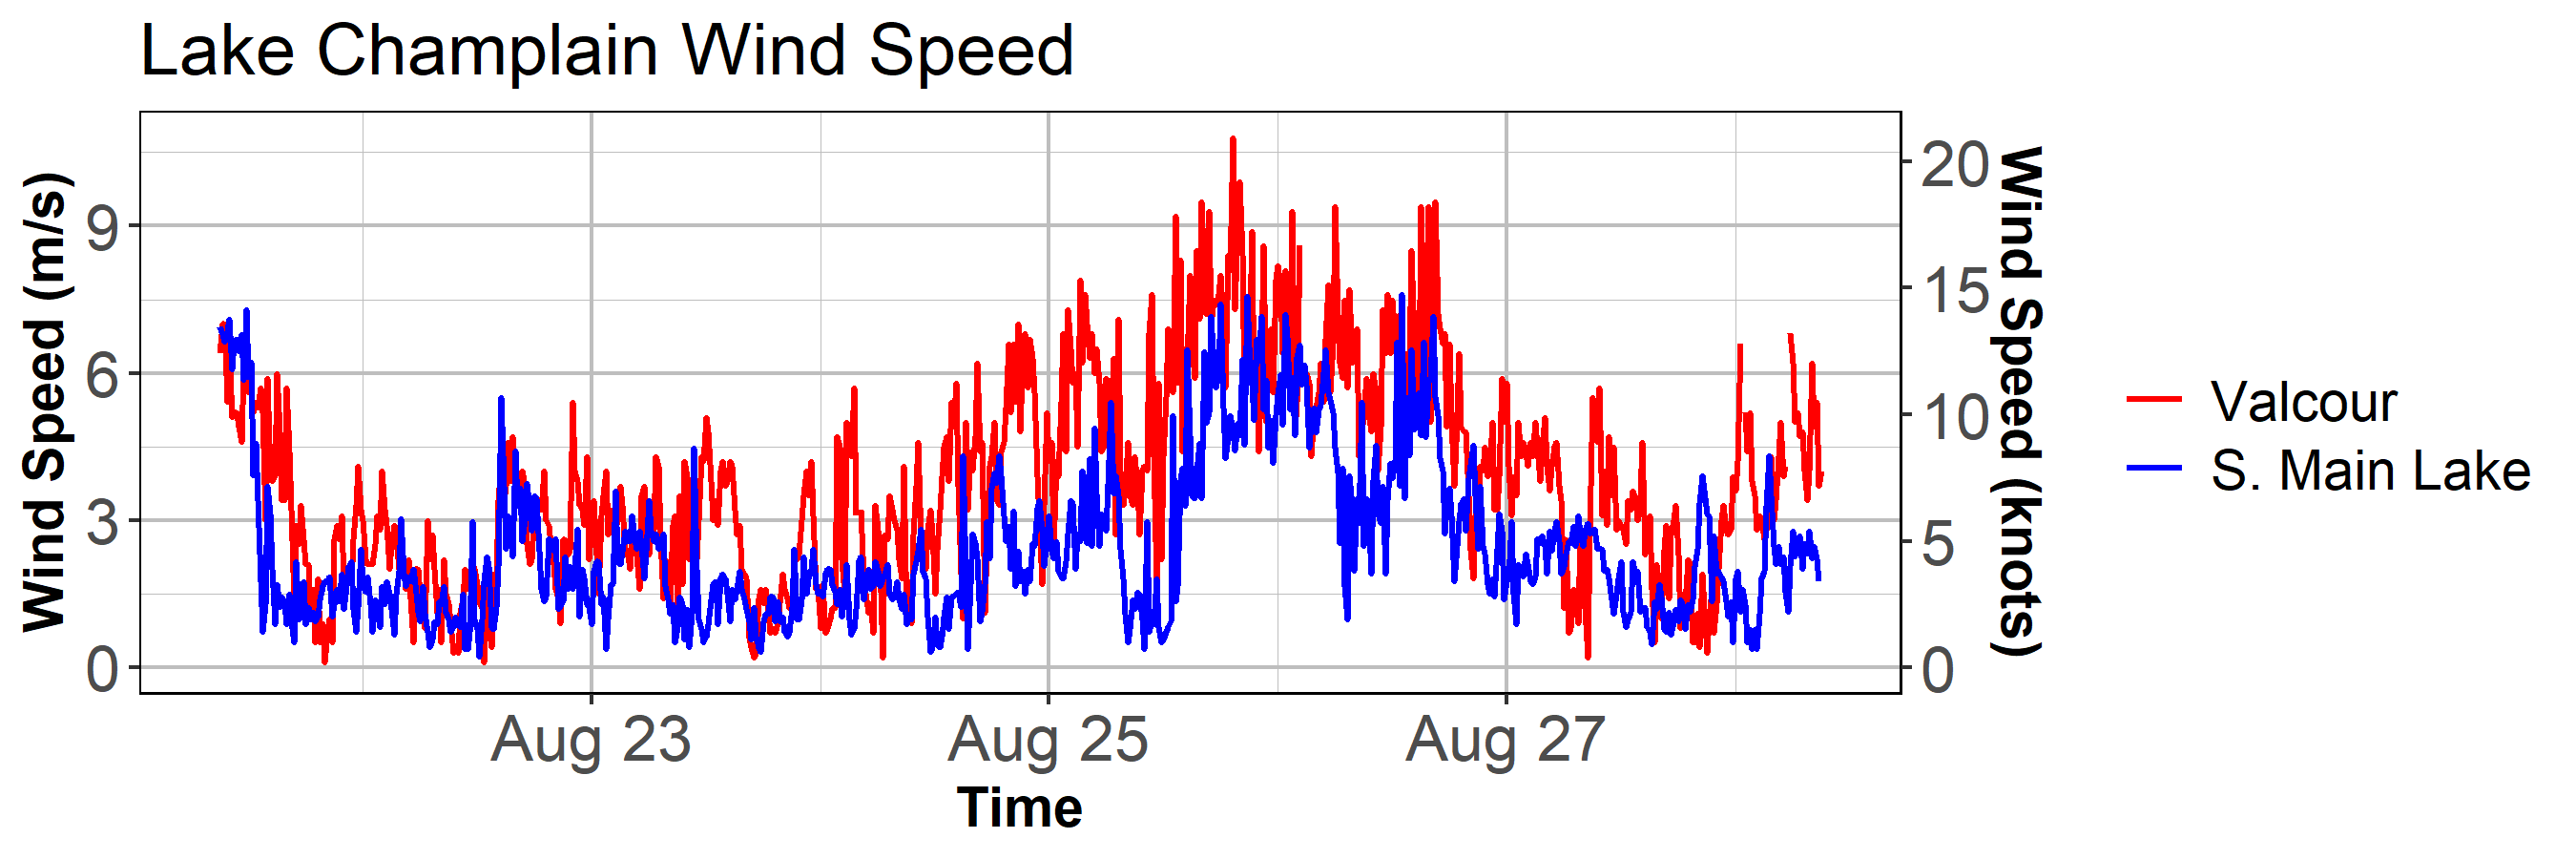 Lake Champlain Wind Speed
Wind Speed (m/s)
9
6
3
0
20
15
10
5
0
Wind Speed (knots)
Aug 23
Aug 25
Aug 27
Time
Valcour
S. Main Lake